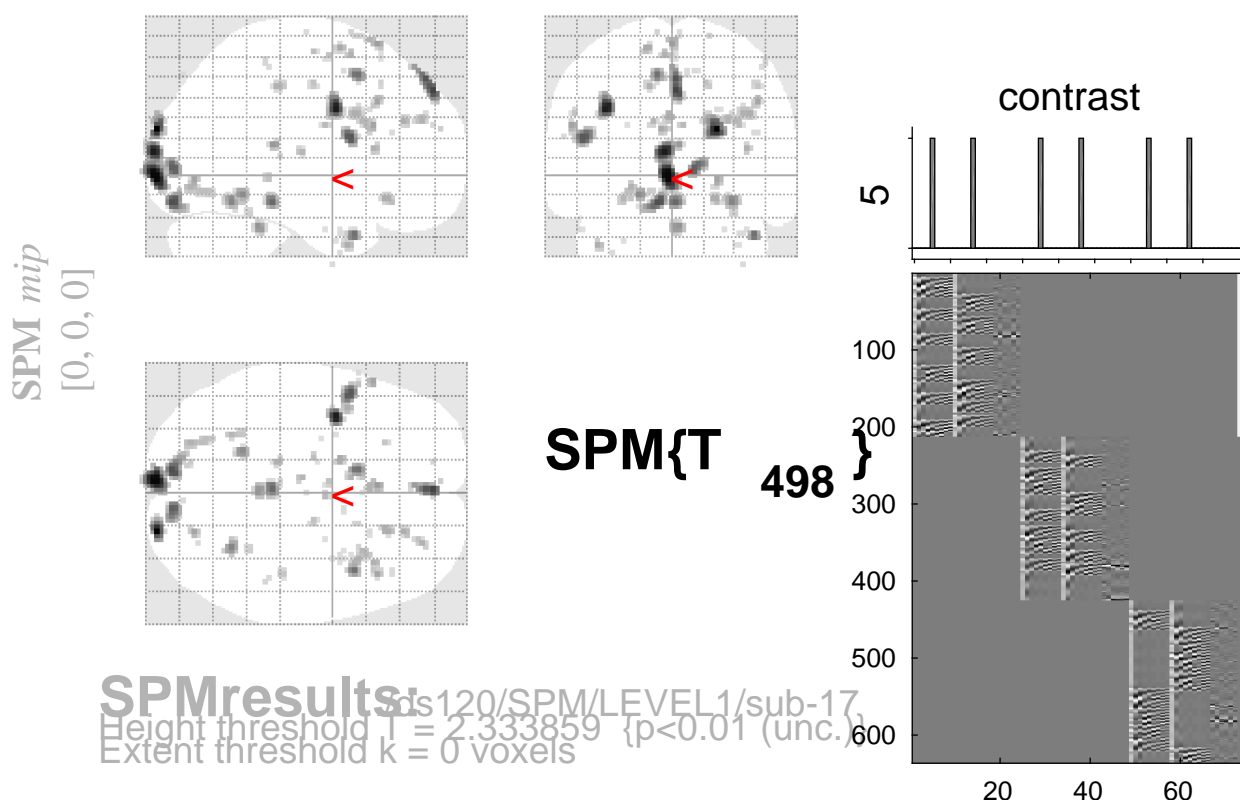 SPM mip
[0, 0, 0]
<
<
<
SPM{T498}
contrast
5
100
200
300
400
500
600
20
40
60
SPMresults: ./ds120/SPM/LEVEL1/sub-17
Height threshold T = 2.333859 {p<0.01 (unc.)}
Extent threshold k = 0 voxels